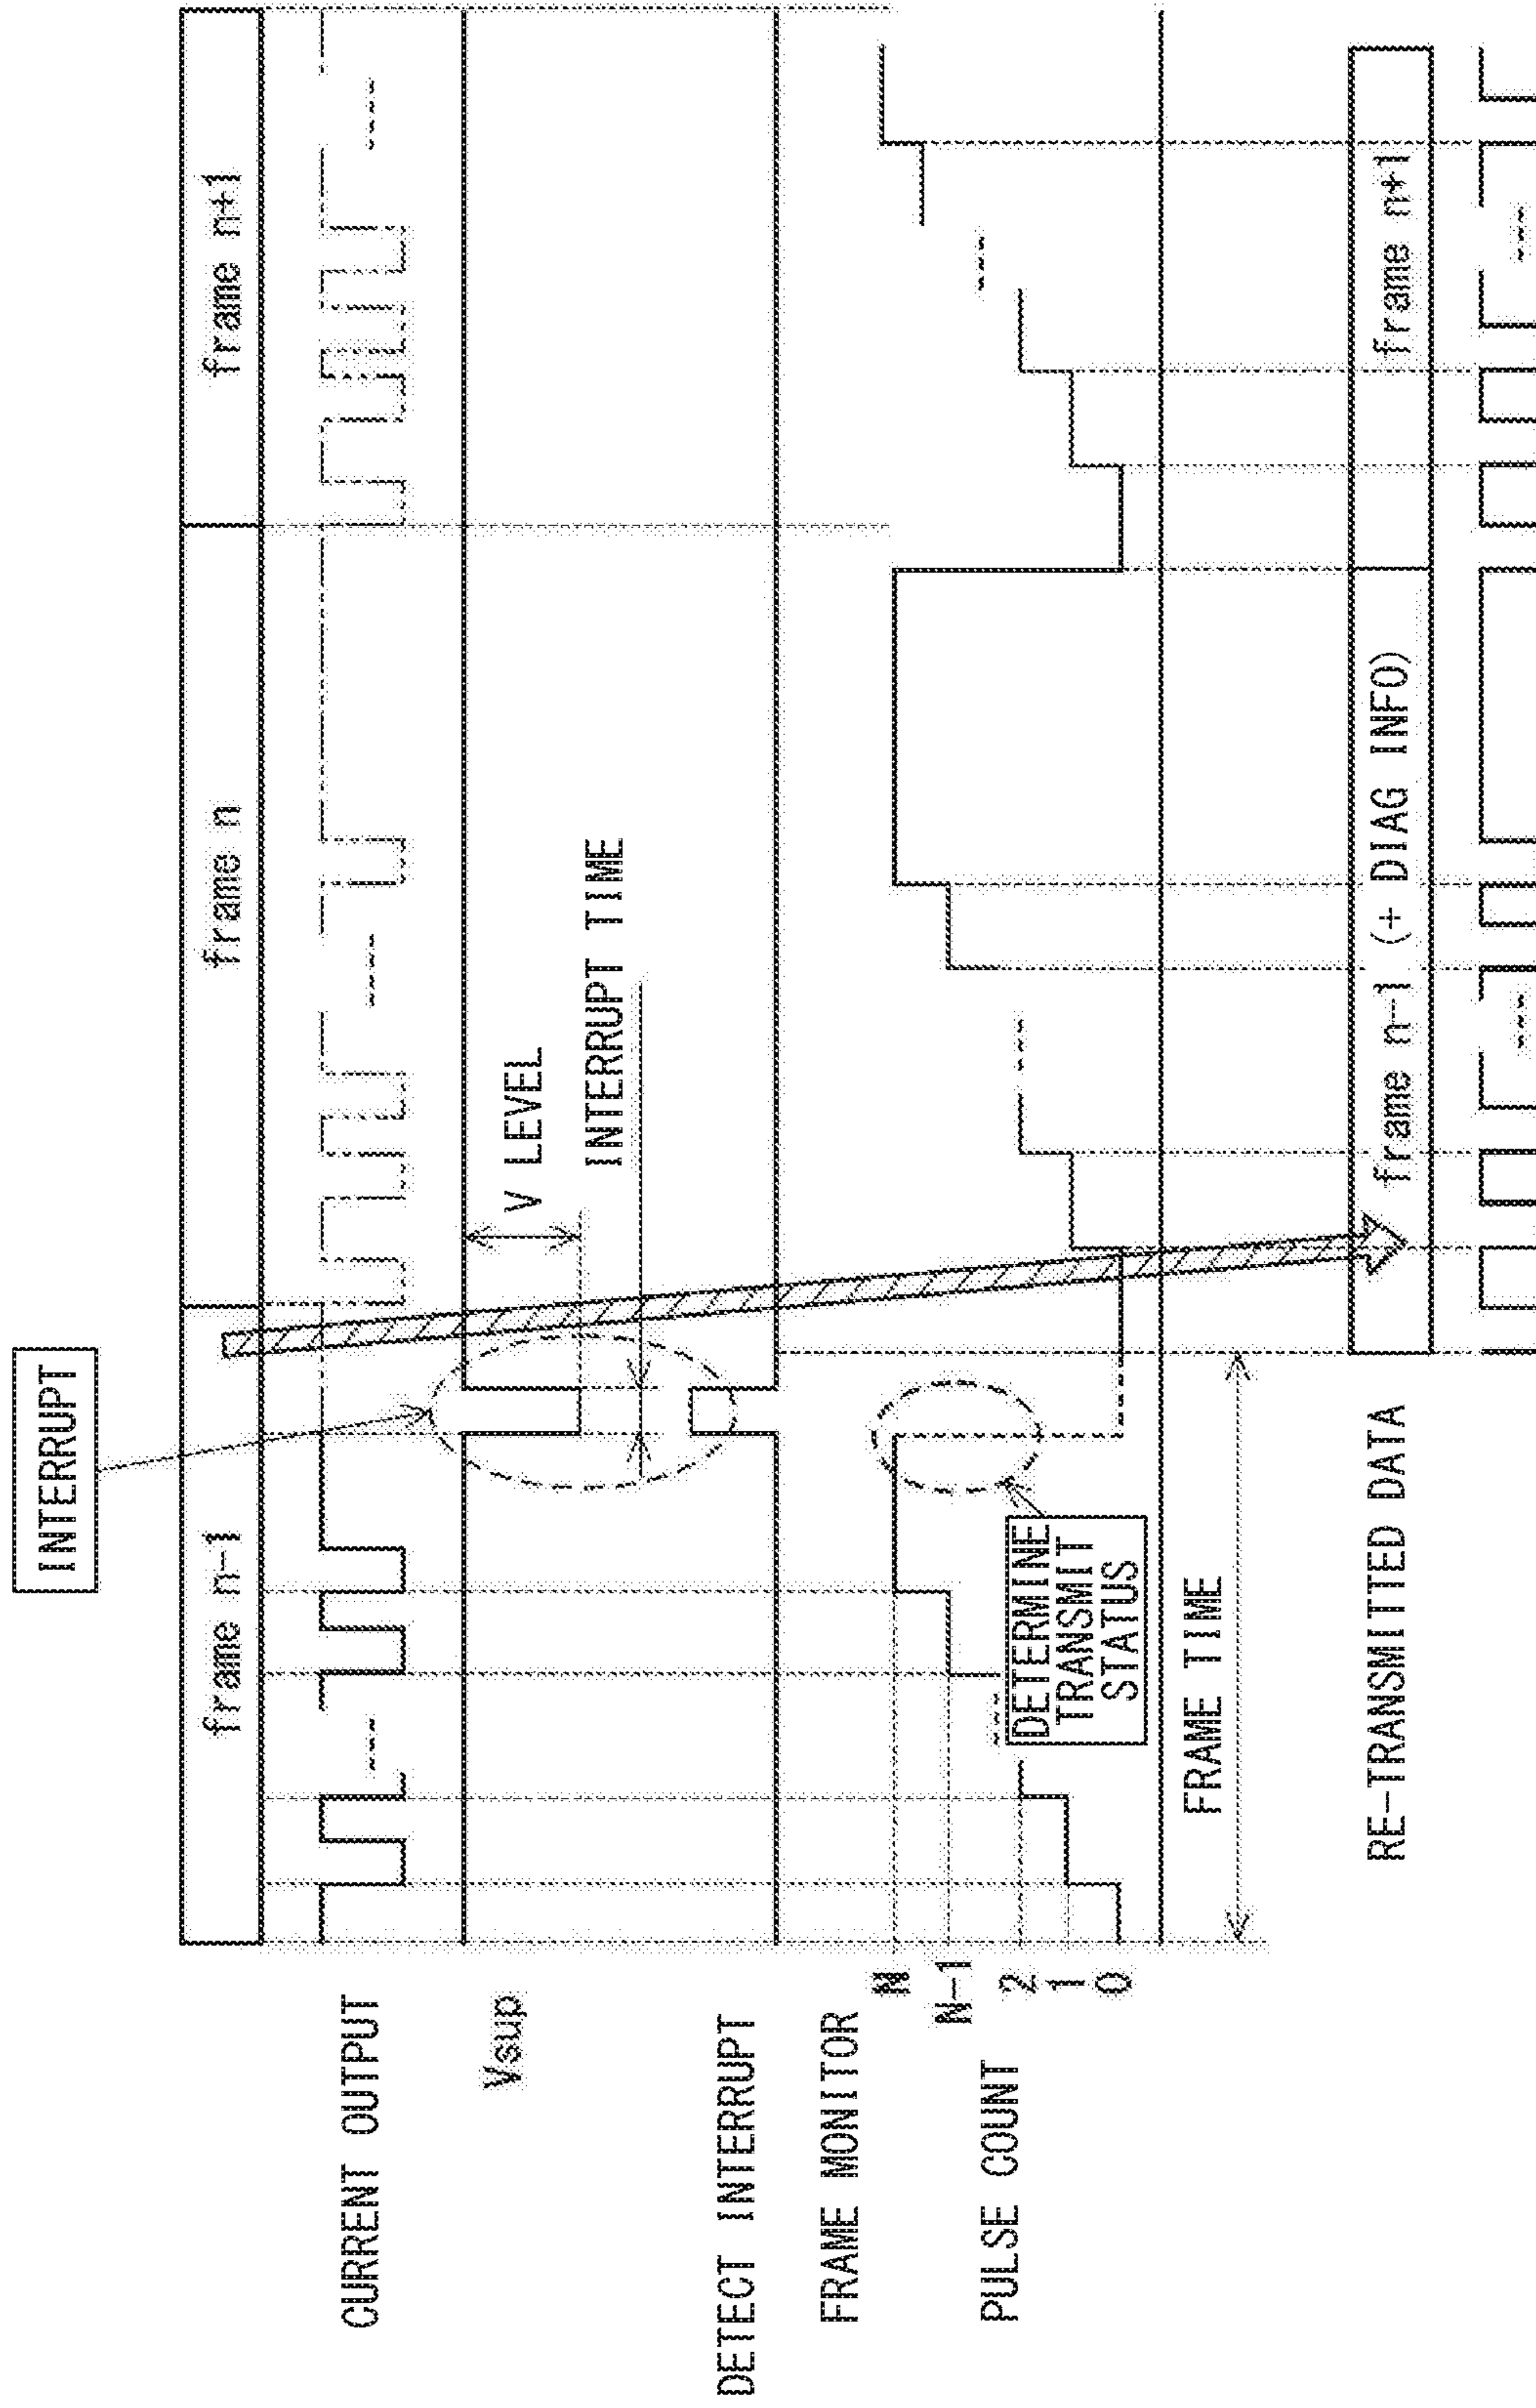 INTERRUPT
frame n-1
frame n
frame n+1
CURRENT OUTPUT
Vsup
V LEVEL
INTERRUPT TIME
DETECT INTERRUPT
FRAME MONITOR
N
N-1
2
1
0
PULSE COUNT
DETERMINE
TRANSMIT
STATUS
FRAME TIME
RE-TRANSMITTED DATA
frame n-1 (+ DIAG INFO)
frame n+1